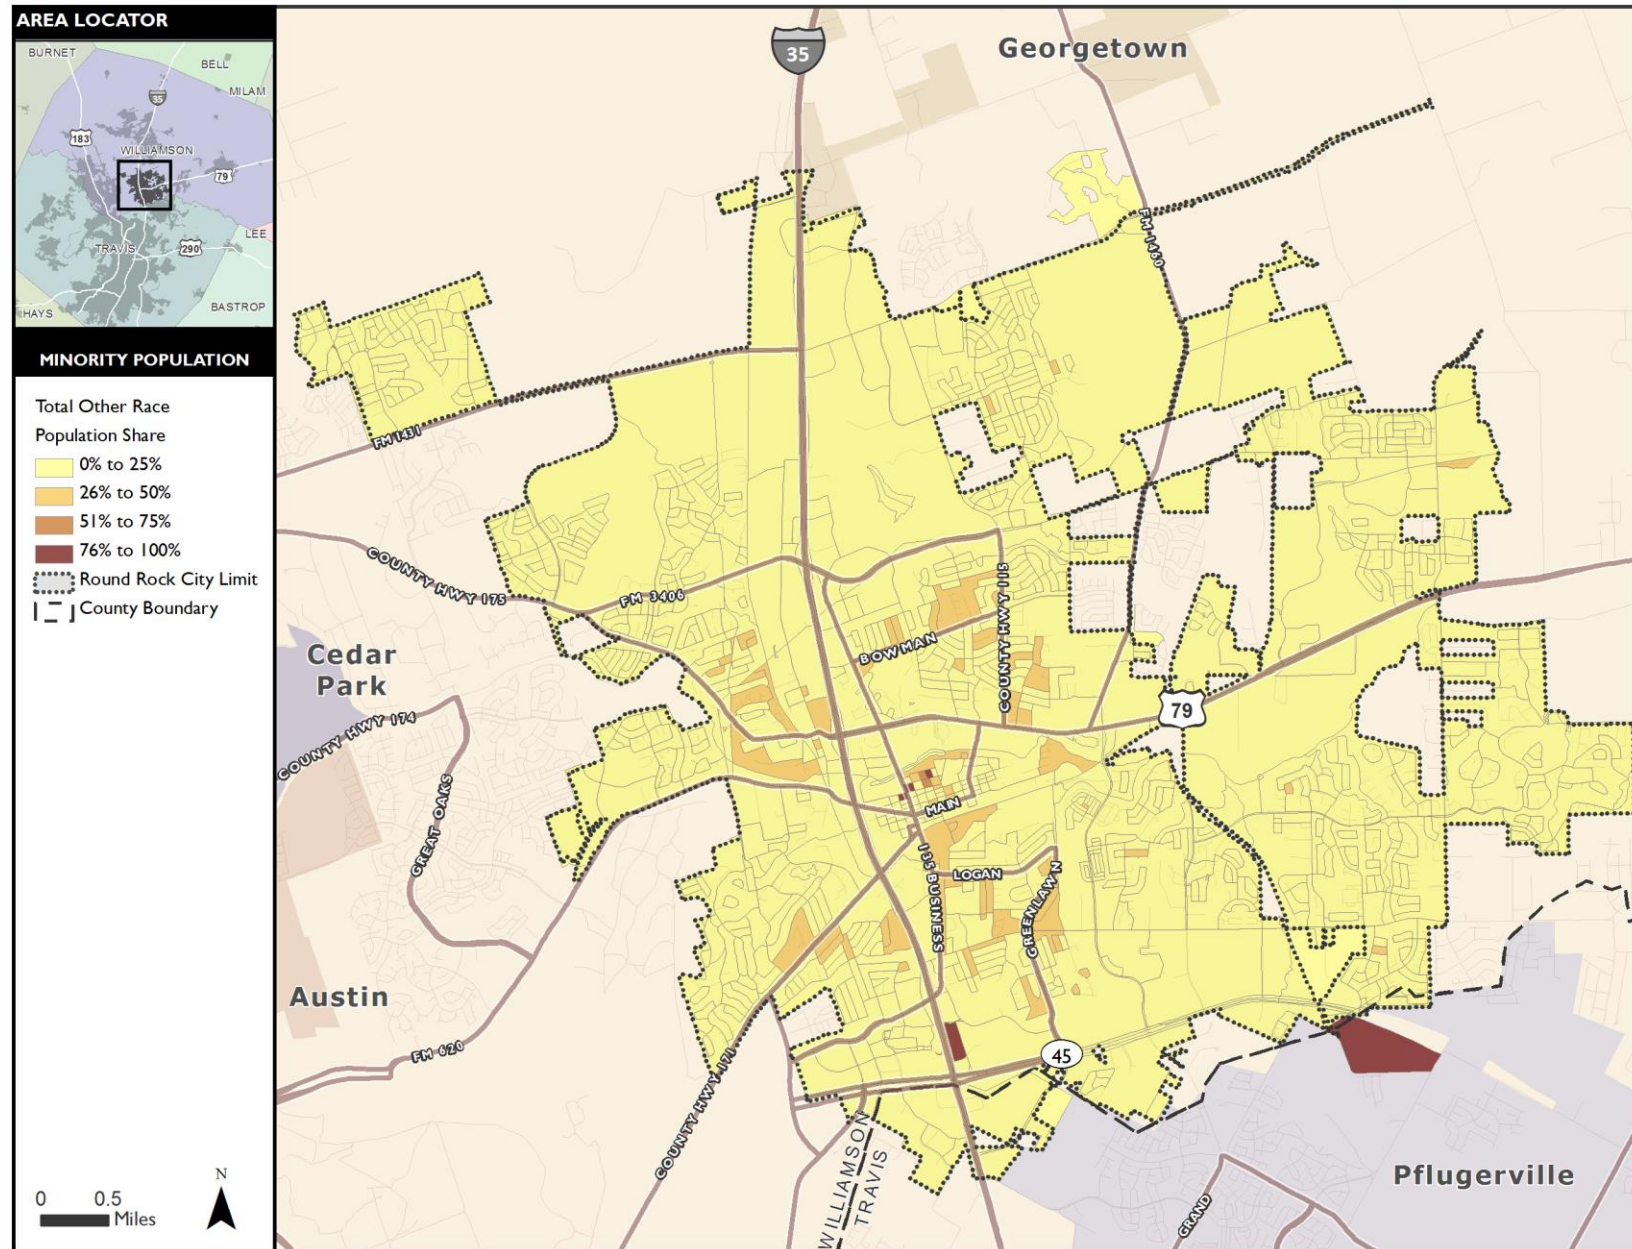 AREA LOCATOR
BURNET
BELL
MILAM
35
183
WILLIAMSON
79
LEE
TRAVIS
290
BASTROP
HAYS
MINORITY POPULATION
Total Other Race
Population Share
0% to 25%
26% to 50%
51% to 75%
76% to 100%
Round Rock City Limit
County Boundary
N
0 0.5
Miles
35
Georgetown
FM 1460
FM 1431
COUNTY HWY 175
FM 3406
COUNTY HWY 115
BOWMAN
Cedar
Park
79
COUNTY HWY 174
GREAT OAKS
MAIN
I35 BUSINESS
LOGAN
GREENLAWN
Austin
FM 620
45
COUNTY HWY 171
WILLIAMSON
TRAVIS
Pflugerville
GRAND